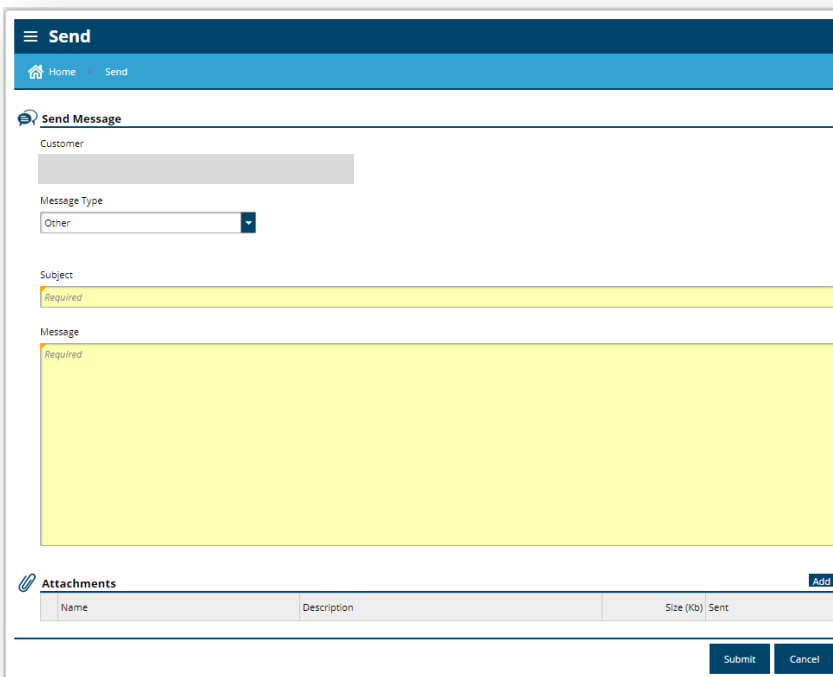 Send
Home > Send
Send Message
Customer
Message Type
Other
Subject
Required
Message
Required
Attachments
Add
Name Description Size (Kb) Sent
Submit Cancel